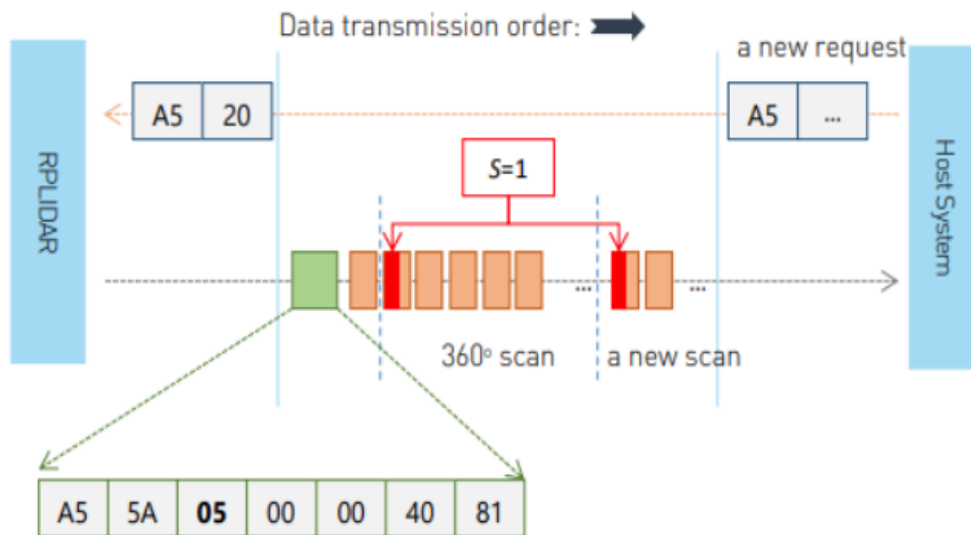 Data transmission order:
a new request
A5 20
A5 ...
S=1
RPLIDAR
Host System
... ...
360° scan
a new scan
A5 5A 05 00 00 40 81